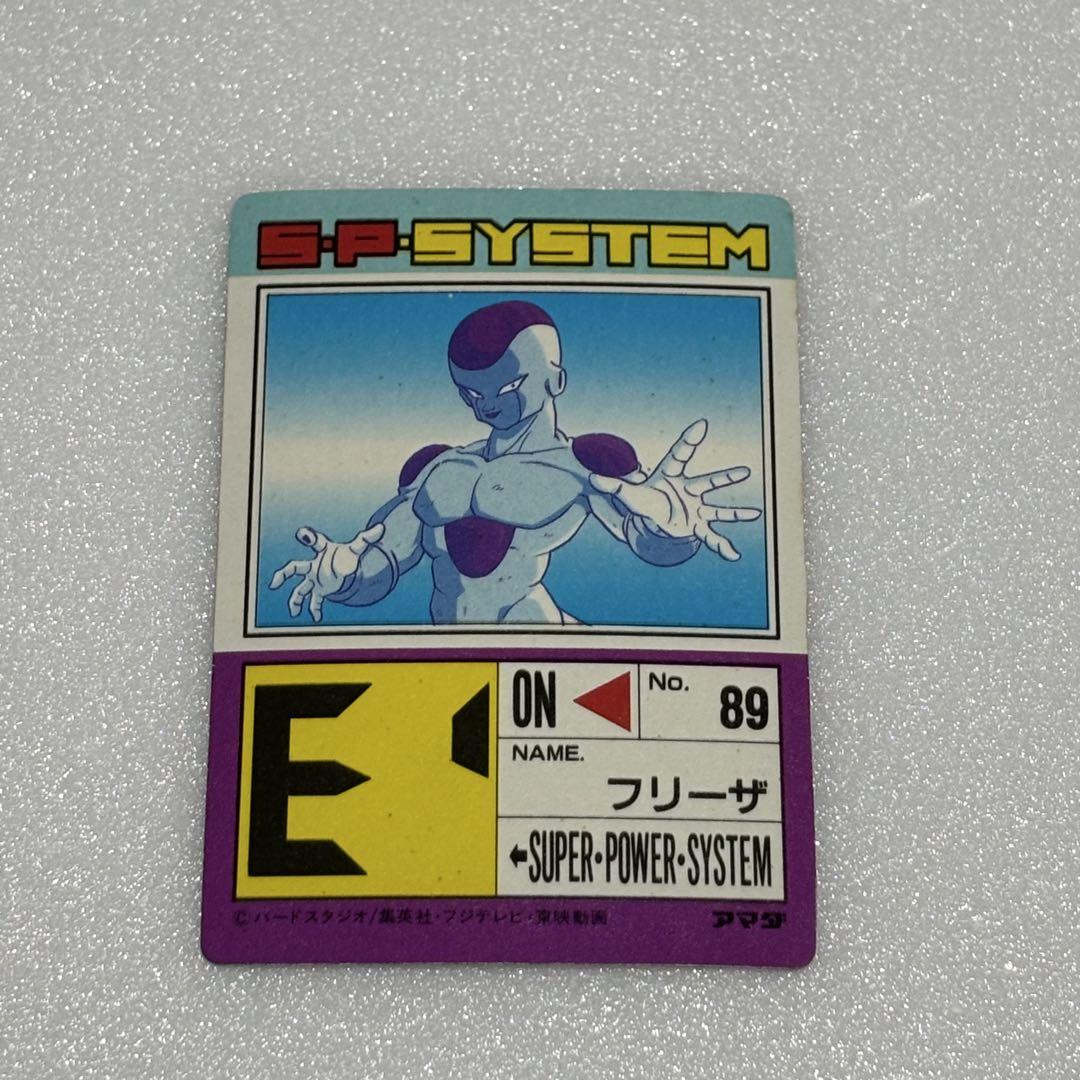 S·P·SYSTEM
E
ON
No.
89
NAME.
フリーザ
←SUPER·POWER·SYSTEM
©バードスタジオ/集英社・フジテレビ・東映動画
アマダ